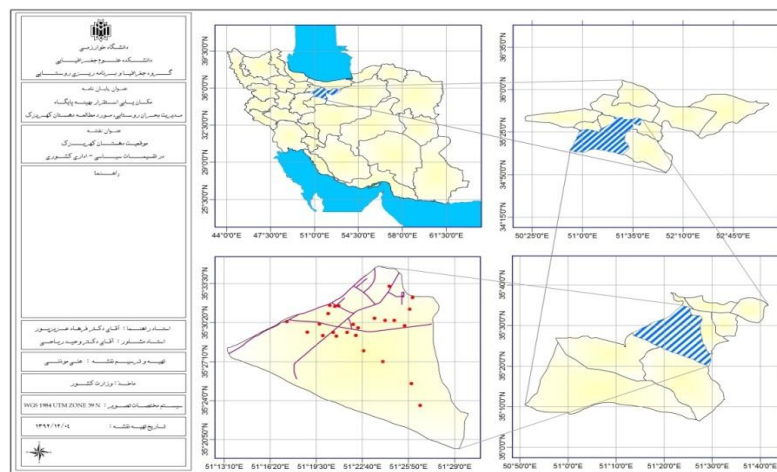 دانشگاه خوارزمی
دانشکده علوم جغرافیایی
گروه جغرافیا و برنامه ریزی روستایی
عنوان پایان نامه
مکان یابی استقرار بهینه پایگاه
مدیریت بحران روستایی، مورد مطالعه دهستان کهریزک
عنوان نقشه
موقعیت دهستان کهریزک
در تقسیمات سیاسی - اداری کشوری
راهنما
استاد راهنما : آقای دکتر فرهاد عزیزپور
استاد مشاور : آقای دکتر وحید ریاحی
تهیه و ترسیم نقشه : علی موثقی
ماخذ : وزارت کشور
سیستم مختصات تصویر : WGS 1984 UTM ZONE 39 N
تاریخ تهیه نقشه : ۱۳۹۲/۱۲/۰۴
39°30'0"N
36°0'0"N
32°30'0"N
29°0'0"N
25°30'0"N
44°0'0"E 47°30'0"E 51°0'0"E 54°30'0"E 58°0'0"E 61°30'0"E
36°35'0"N
36°0'0"N
35°25'0"N
34°50'0"N
34°15'0"N
50°25'0"E 51°0'0"E 51°35'0"E 52°10'0"E 52°45'0"E
35°33'30"N
35°30'20"N
35°27'10"N
35°24'0"N
35°20'50"N
51°13'10"E 51°16'20"E 51°19'30"E 51°22'40"E 51°25'50"E 51°29'0"E
35°40'0"N
35°30'0"N
35°20'0"N
35°10'0"N
35°0'0"N
50°50'0"E 51°0'0"E 51°10'0"E 51°20'0"E 51°30'0"E 51°40'0"E